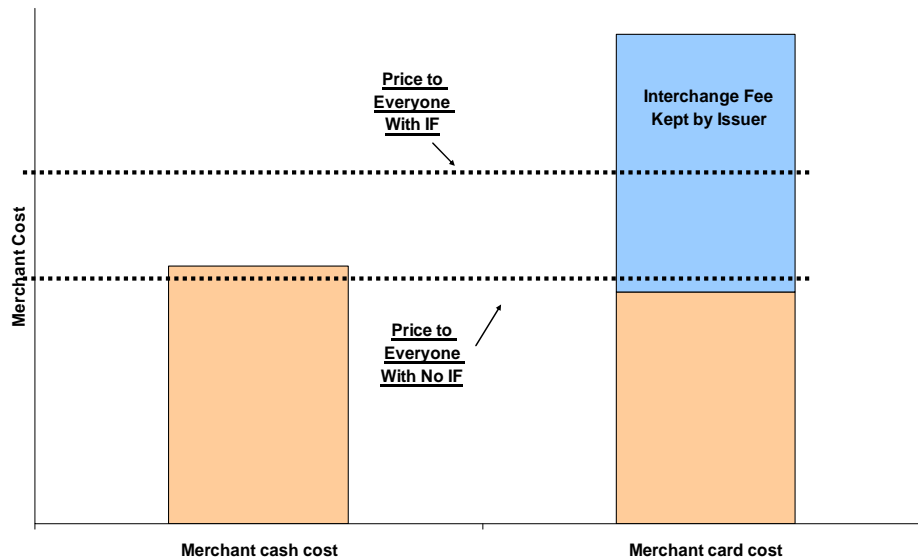 Price to
Everyone
With IF
Interchange Fee
Kept by Issuer
Merchant Cost
Price to
Everyone
With No IF
Merchant cash cost
Merchant card cost